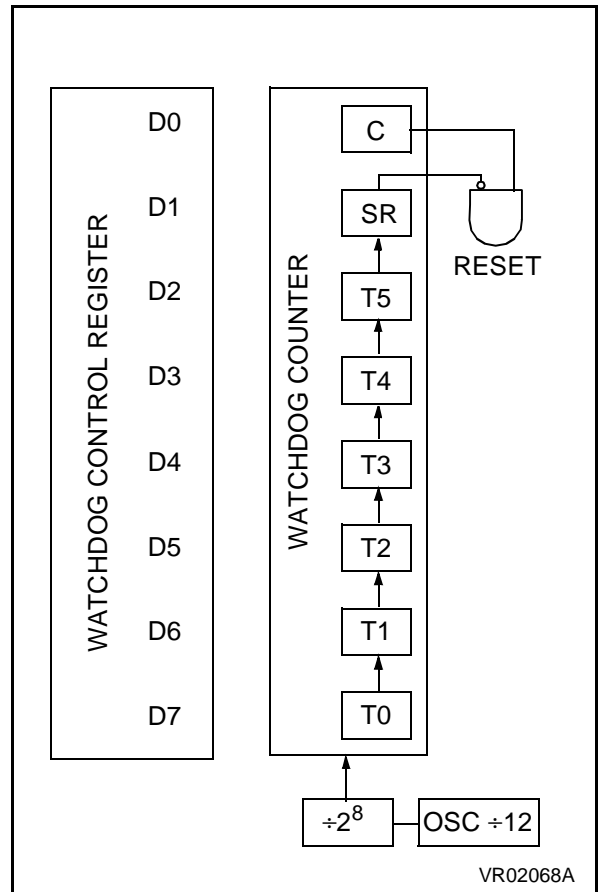 WATCHDOG CONTROL REGISTER
D0
D1
D2
D3
D4
D5
D6
D7
WATCHDOG COUNTER
C
SR
T5
T4
T3
T2
T1
T0
RESET
÷2⁸
OSC ÷12
VR02068A